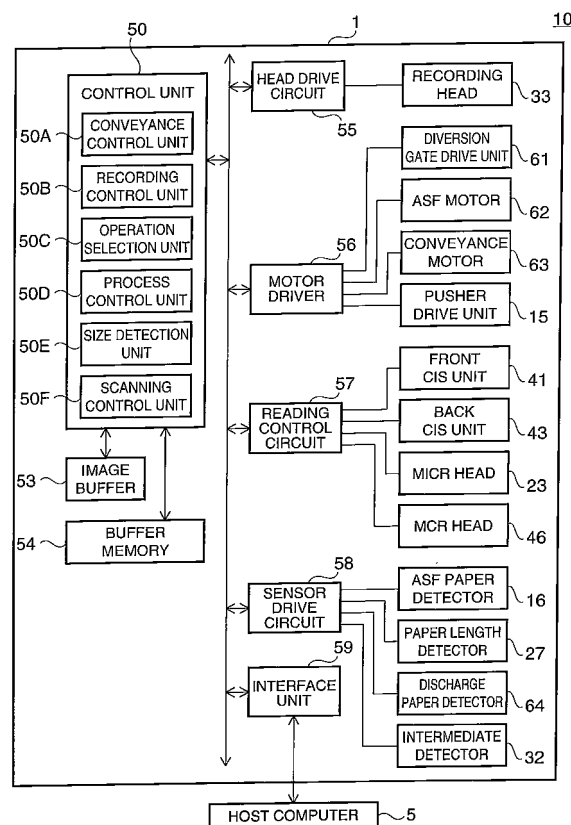 10
1
50
CONTROL UNIT
50A
CONVEYANCE
CONTROL UNIT
50B
RECORDING
CONTROL UNIT
50C
OPERATION
SELECTION UNIT
50D
PROCESS
CONTROL UNIT
50E
SIZE DETECTION
UNIT
50F
SCANNING
CONTROL UNIT
53
IMAGE
BUFFER
54
BUFFER
MEMORY
HEAD DRIVE
CIRCUIT
55
RECORDING
HEAD
33
56
MOTOR
DRIVER
DIVERSION
GATE DRIVE UNIT
61
ASF MOTOR
62
CONVEYANCE
MOTOR
63
PUSHER
DRIVE UNIT
15
57
READING
CONTROL
CIRCUIT
FRONT
CIS UNIT
41
BACK
CIS UNIT
43
MICR HEAD
23
MCR HEAD
46
58
SENSOR
DRIVE
CIRCUIT
ASF PAPER
DETECTOR
16
PAPER LENGTH
DETECTOR
27
DISCHARGE
PAPER DETECTOR
64
INTERMEDIATE
DETECTOR
32
59
INTERFACE
UNIT
HOST COMPUTER
5